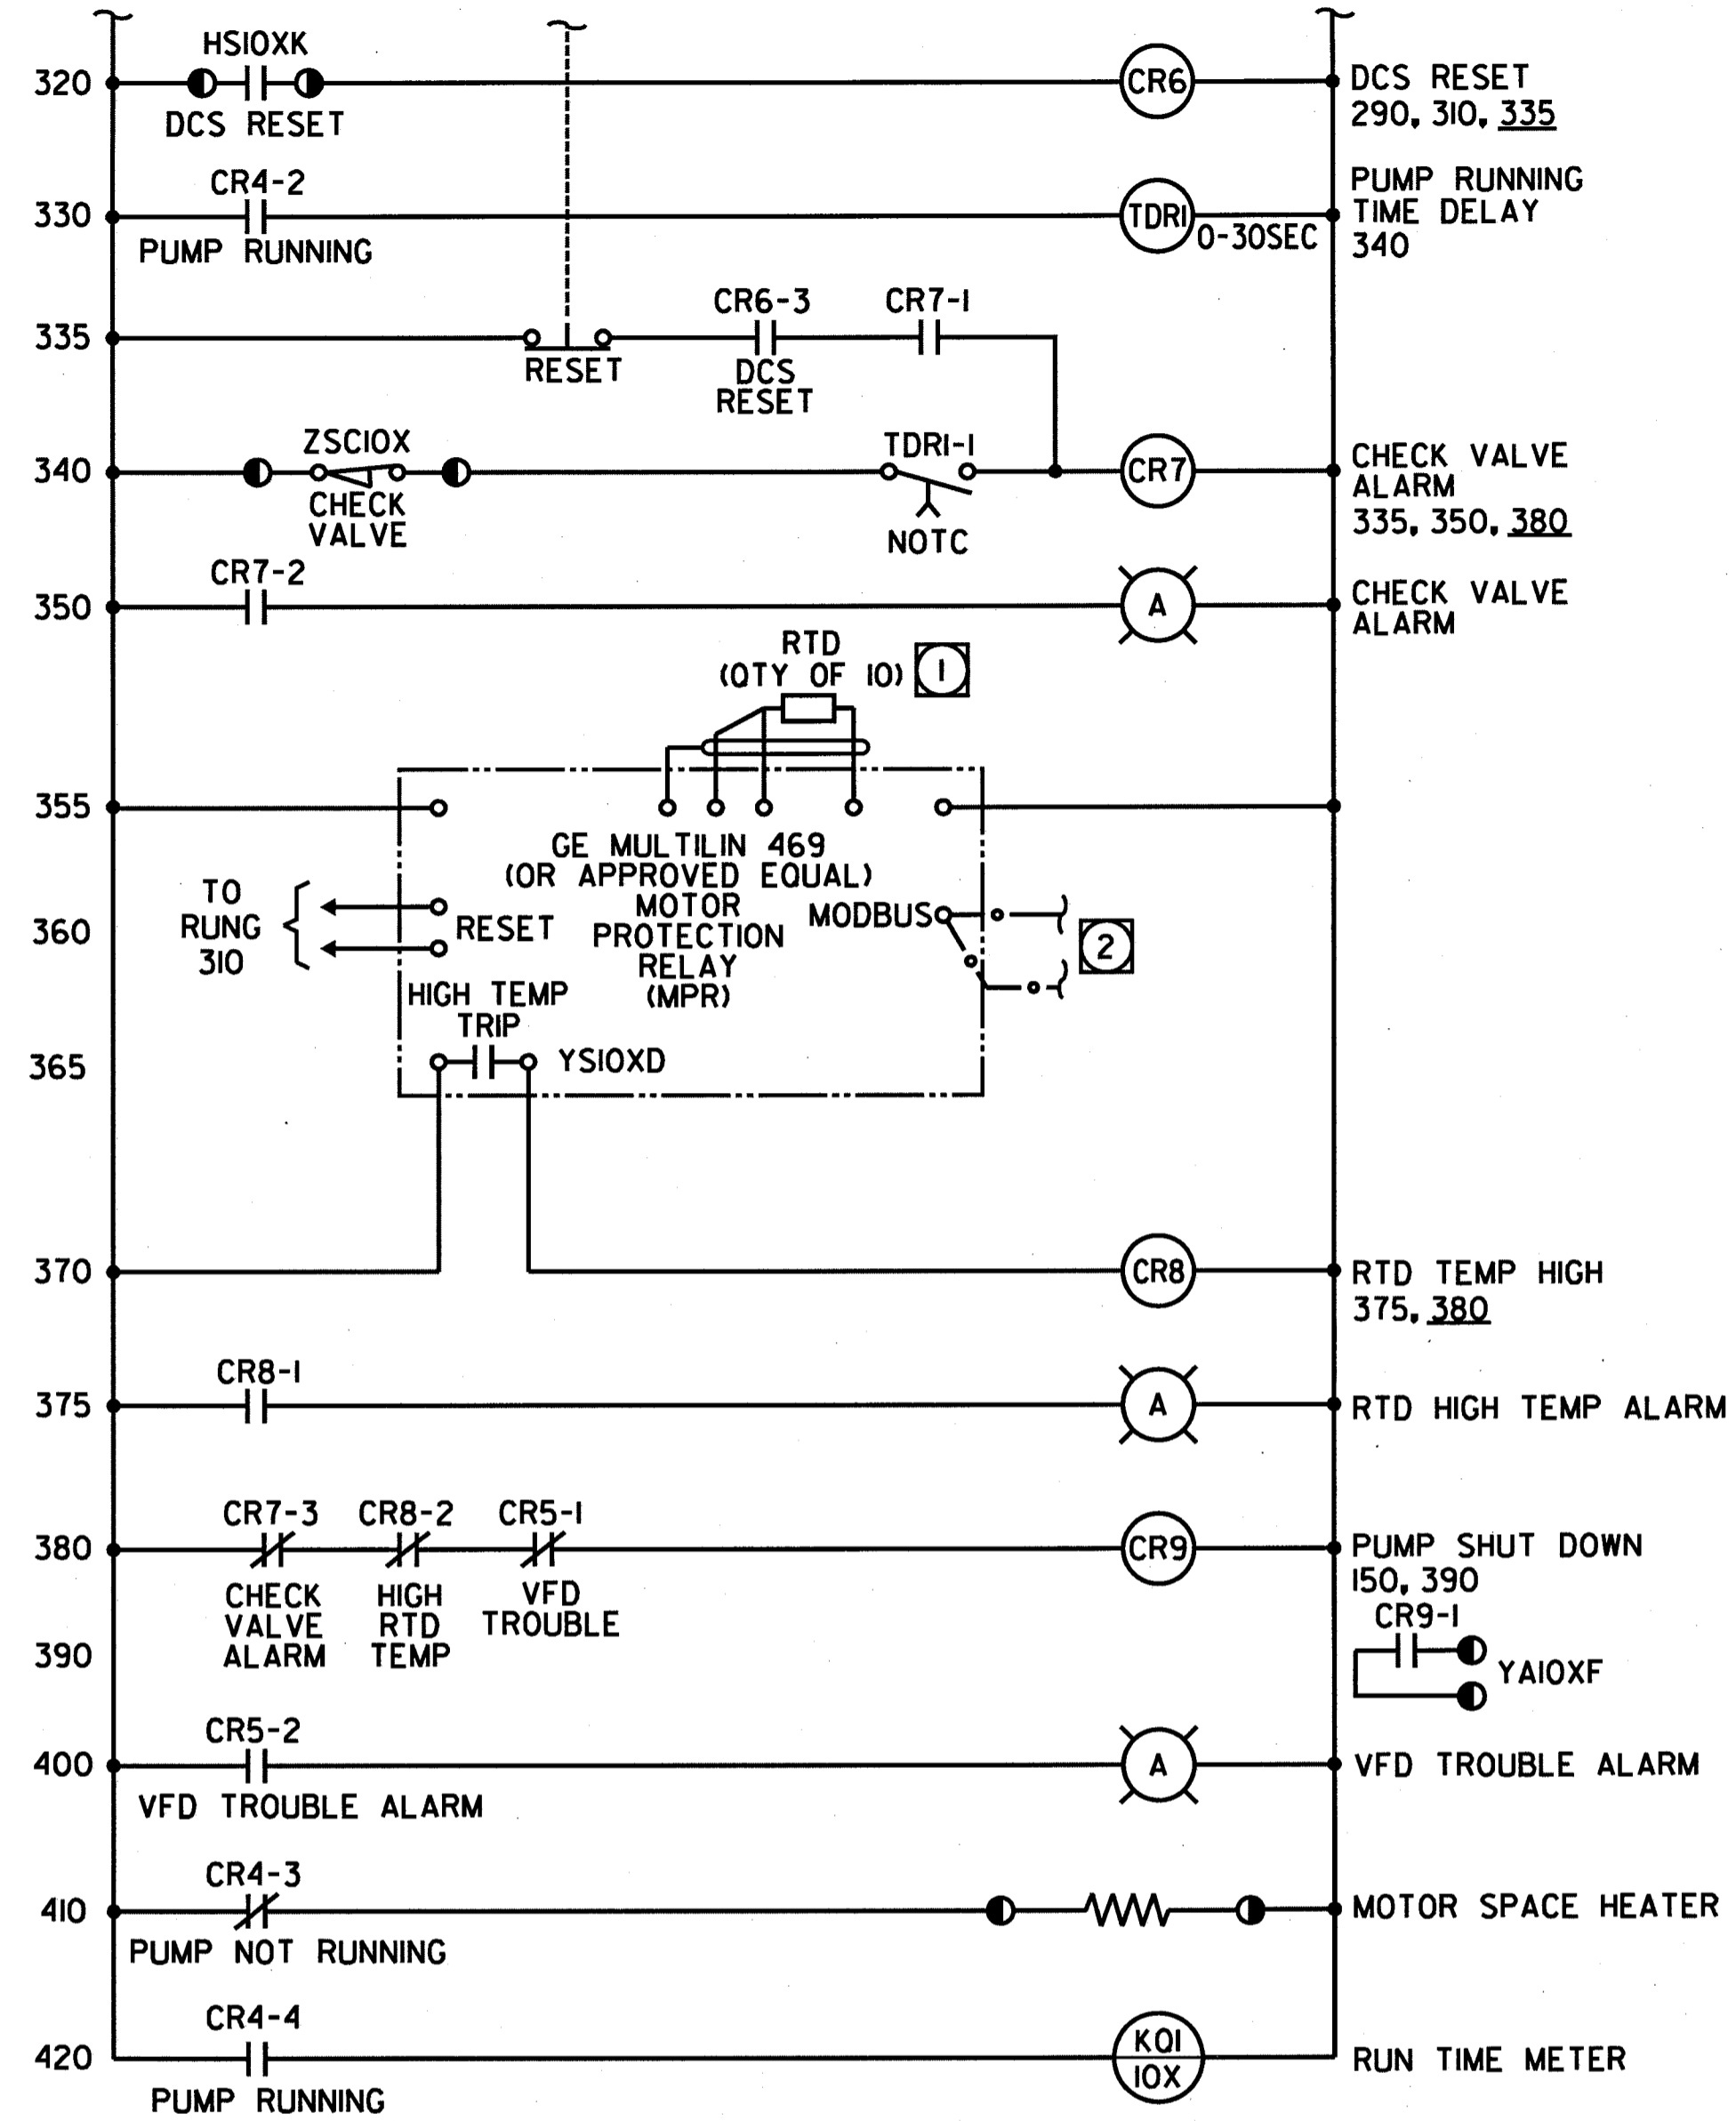 HS10XK
320
CR6
DCS RESET
290, 310, 335
DCS RESET
CR4-2
330
TDR1
0-30SEC
PUMP RUNNING
TIME DELAY
340
PUMP RUNNING
CR6-3
CR7-1
335
RESET
DCS
RESET
ZSC10X
TDR1-1
340
CR7
CHECK VALVE
ALARM
335, 350, 380
CHECK
VALVE
NOTC
CR7-2
350
A
CHECK VALVE
ALARM
RTD
(QTY OF 10)
1
355
GE MULTILIN 469
(OR APPROVED EQUAL)
MOTOR
PROTECTION
RELAY
(MPR)
TO
RUNG
310
360
RESET
MODBUS
2
HIGH TEMP
TRIP
365
YS10XD
370
CR8
RTD TEMP HIGH
375, 380
CR8-1
375
A
RTD HIGH TEMP ALARM
CR7-3
CR8-2
CR5-1
380
CR9
PUMP SHUT DOWN
150, 390
CHECK
VALVE
ALARM
HIGH
RTD
TEMP
VFD
TROUBLE
390
CR9-1
YA10XF
CR5-2
400
A
VFD TROUBLE ALARM
VFD TROUBLE ALARM
CR4-3
410
MOTOR SPACE HEATER
PUMP NOT RUNNING
CR4-4
420
KQI
10X
RUN TIME METER
PUMP RUNNING